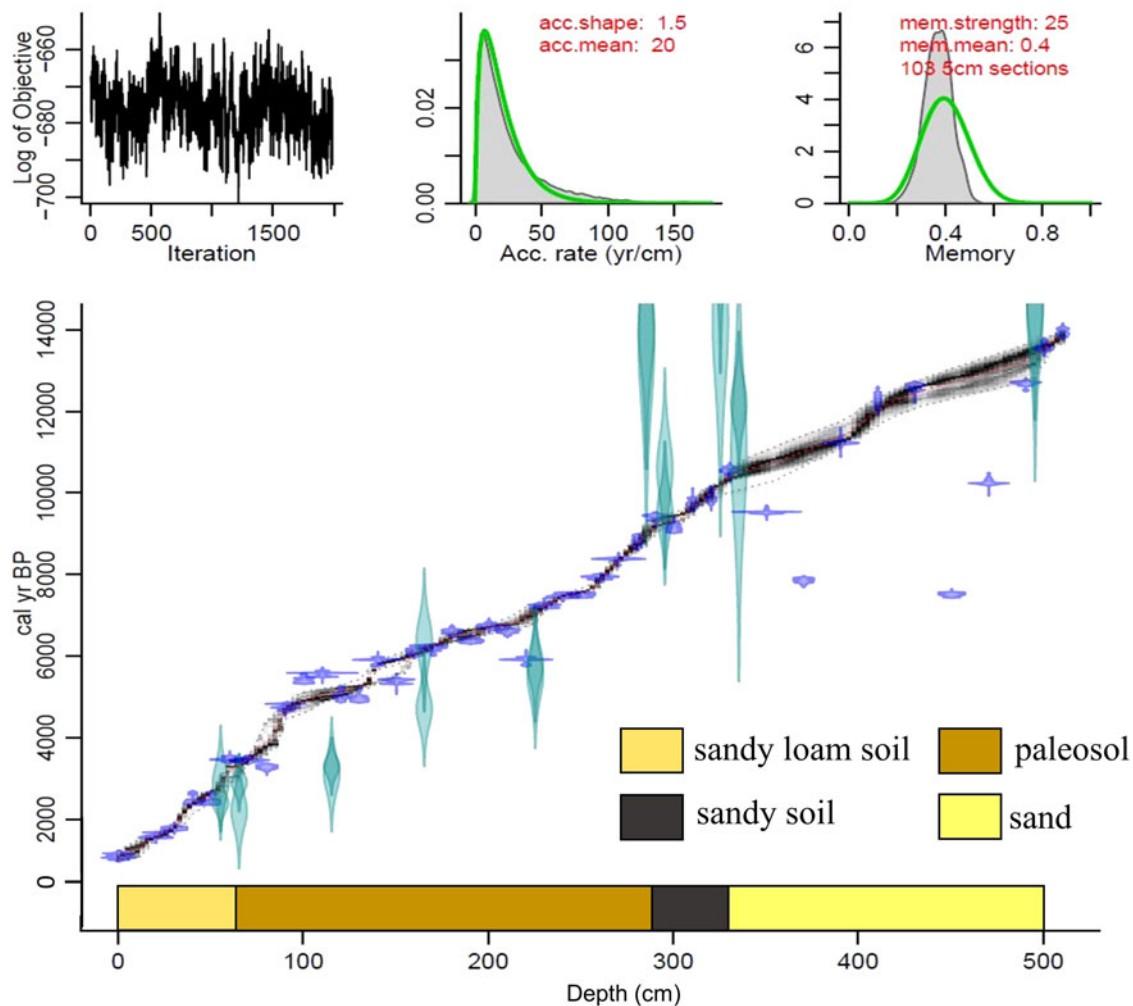 Log of Objective
−660
−680
−700
0
500
1500
Iteration
acc.shape: 1.5
acc.mean: 20
0.02
0.00
0
50
100
150
Acc. rate (yr/cm)
mem.strength: 25
mem.mean: 0.4
103 5cm sections
6
4
2
0
0.0
0.4
0.8
Memory
cal yr BP
14000
12000
10000
8000
6000
4000
2000
0
sandy loam soil
paleosol
sandy soil
sand
0
100
200
300
400
500
Depth (cm)